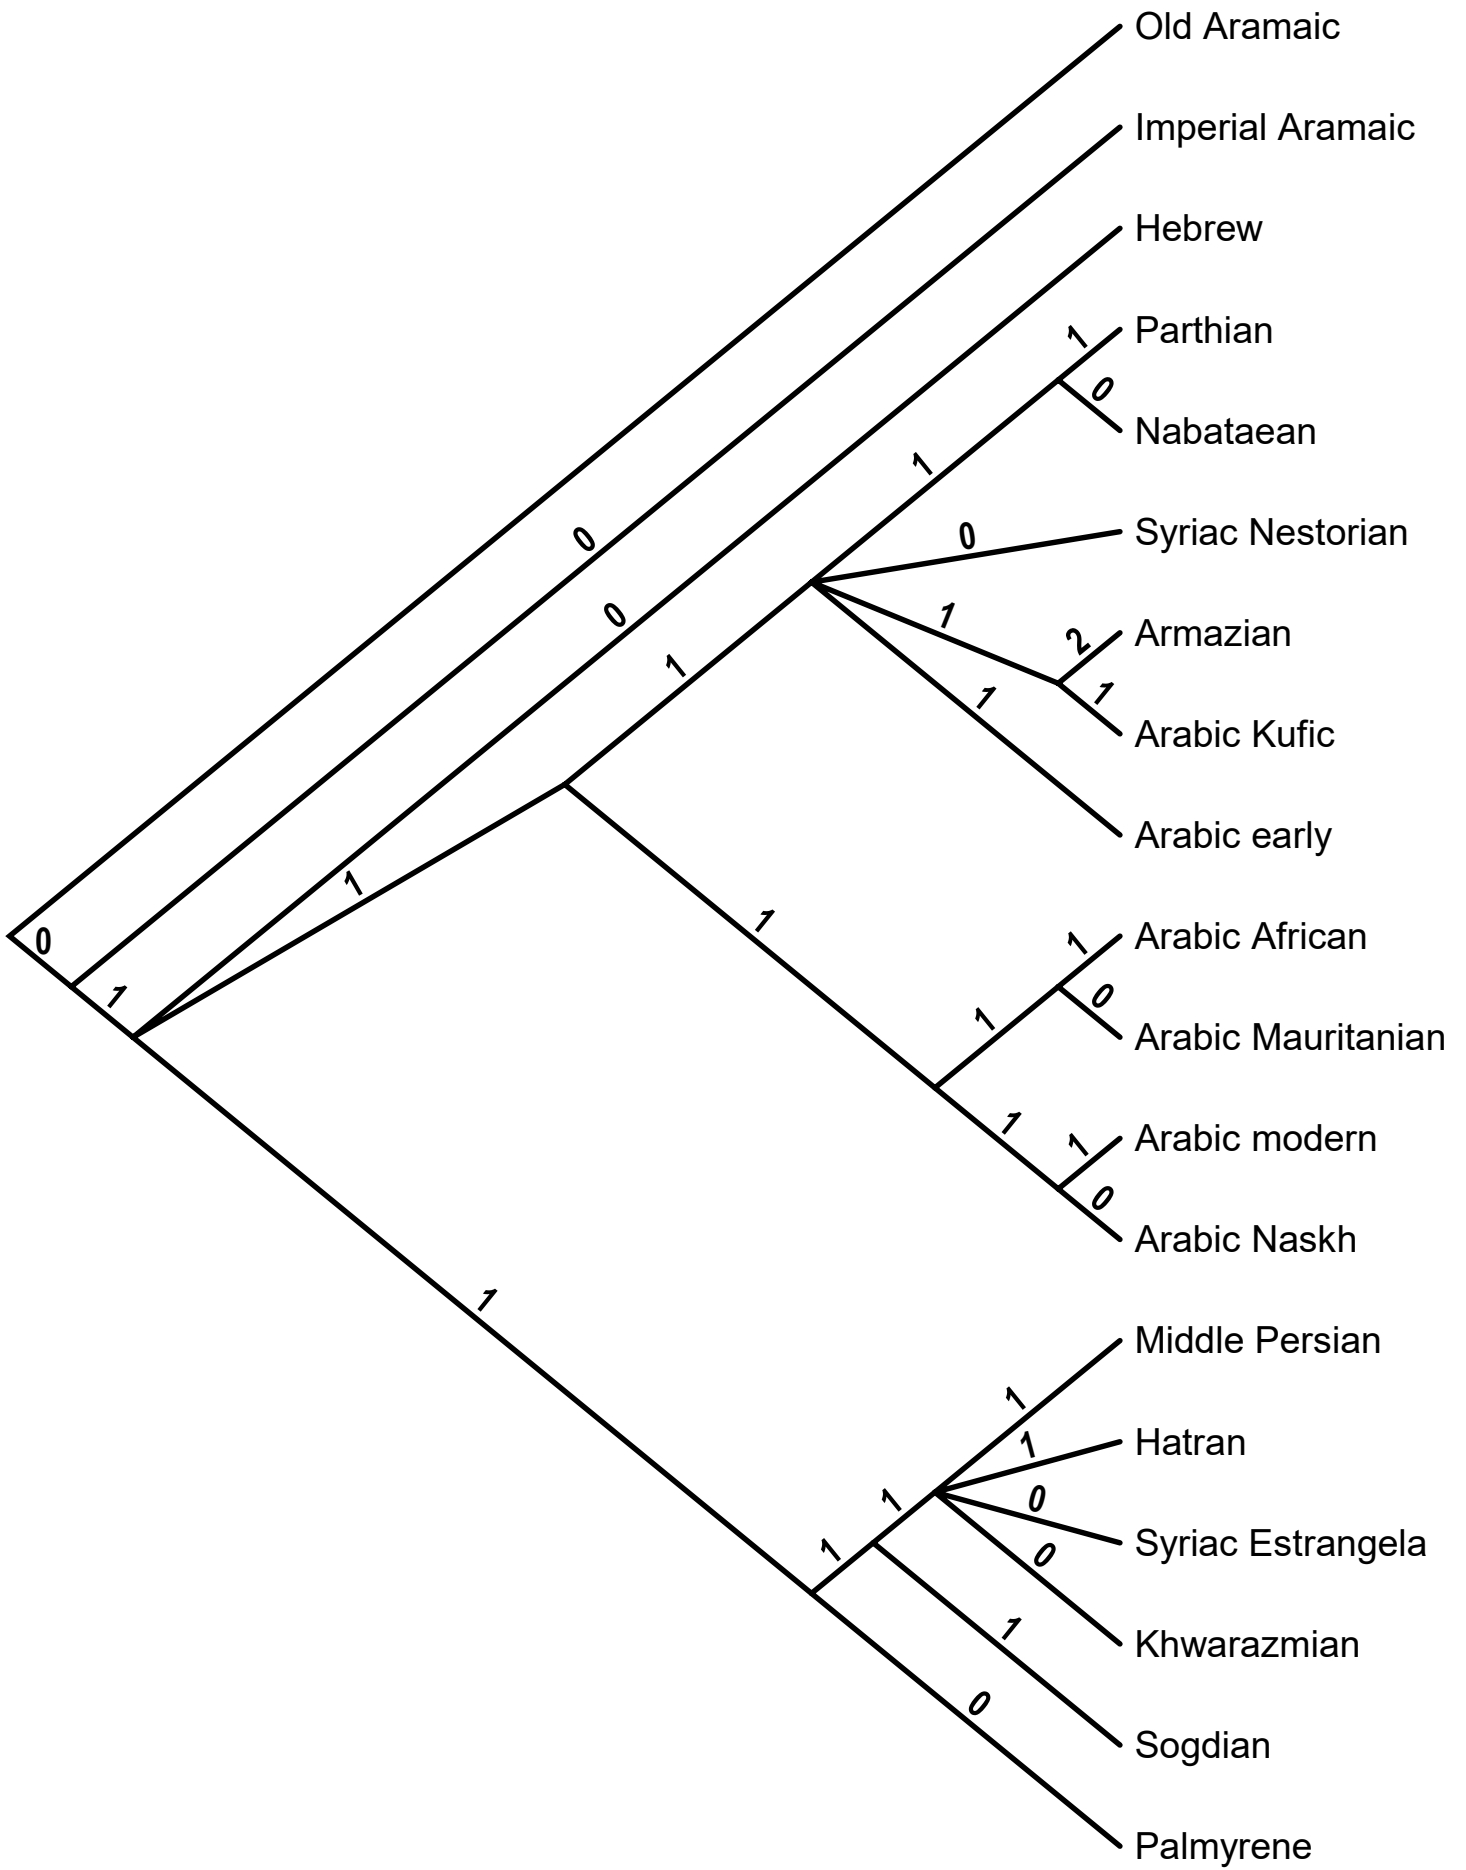 Old Aramaic
Imperial Aramaic
Hebrew
1 Parthian
0
Nabataean
1
0 Syriac Nestorian
0
0
1
2 Armazian
1
1
1
Arabic Kufic
Arabic early
1
1
0
1 Arabic African
1
0
1
Arabic Mauritanian
1
1 Arabic modern
0
Arabic Naskh
1
Middle Persian
1
1 Hatran
0
1
Syriac Estrangela
1
0
Khwarazmian
1
0
Sogdian
Palmyrene